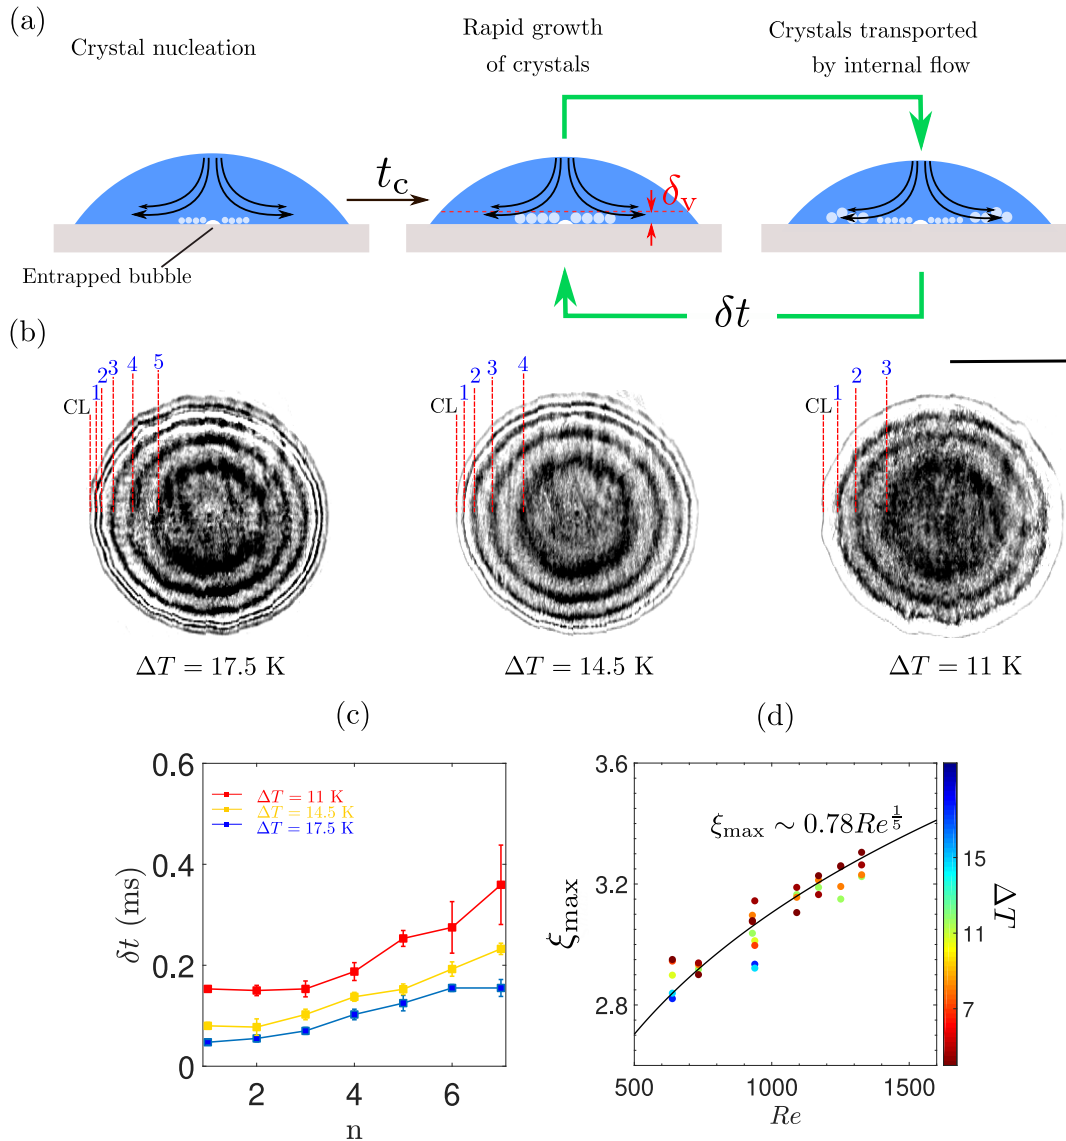 (a)
Crystal nucleation
Rapid growth
of crystals
Crystals transported
by internal flow
t_c
δ_v
Entrapped bubble
δt
(b)
CL 1 2 3 4 5
CL 1 2 3 4
CL 1 2 3
ΔT = 17.5 K
ΔT = 14.5 K
ΔT = 11 K
(c)
δt (ms)
0.6
0.4
0.2
0
ΔT = 11 K
ΔT = 14.5 K
ΔT = 17.5 K
2 4 6
n
(d)
ξ_max
3.6
3.2
2.8
ξ_max ∼ 0.78Re^{1/5}
500 1000 1500
Re
15
11
7
ΔT